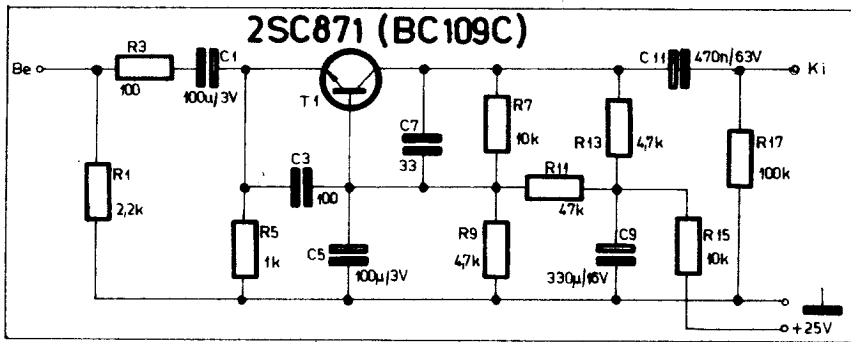 2SC871 (BC109C)
Be
R3
100
C1
100µ/3V
T1
C11
470n/63V
Ki
R1
2,2k
C3
100
R5
1k
C5
100µ/3V
C7
33
R7
10k
R9
4,7k
R11
47k
R13
4,7k
C9
330µ/16V
R15
10k
R17
100k
+25V